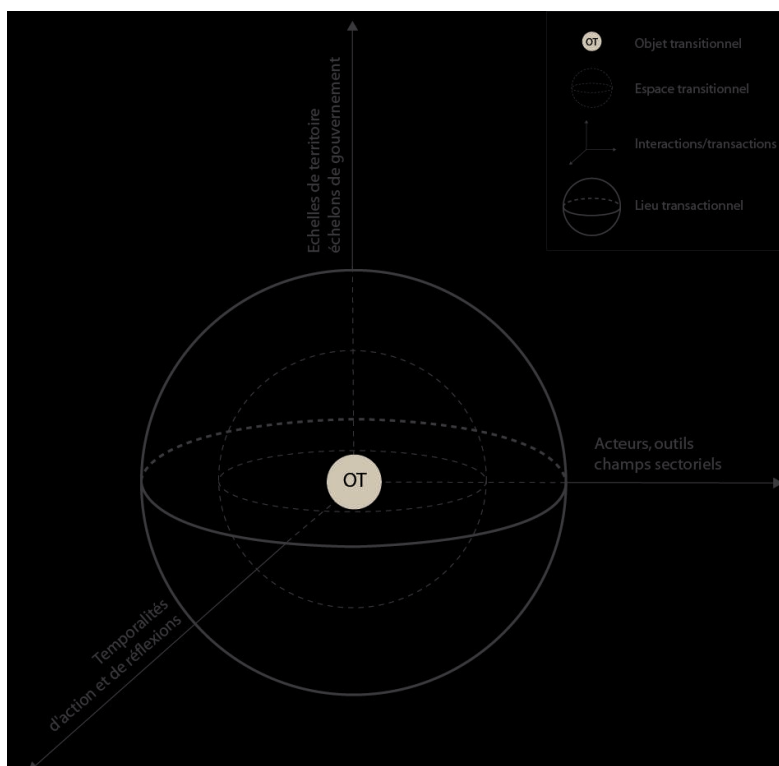 OT
Objet transitionnel
Espace transitionnel
Interactions/transactions
Lieu transactionnel
Echelles de territoire
échelons de gouvernement
Acteurs, outils
champs sectoriels
OT
Temporalités
d'action et de réflexions